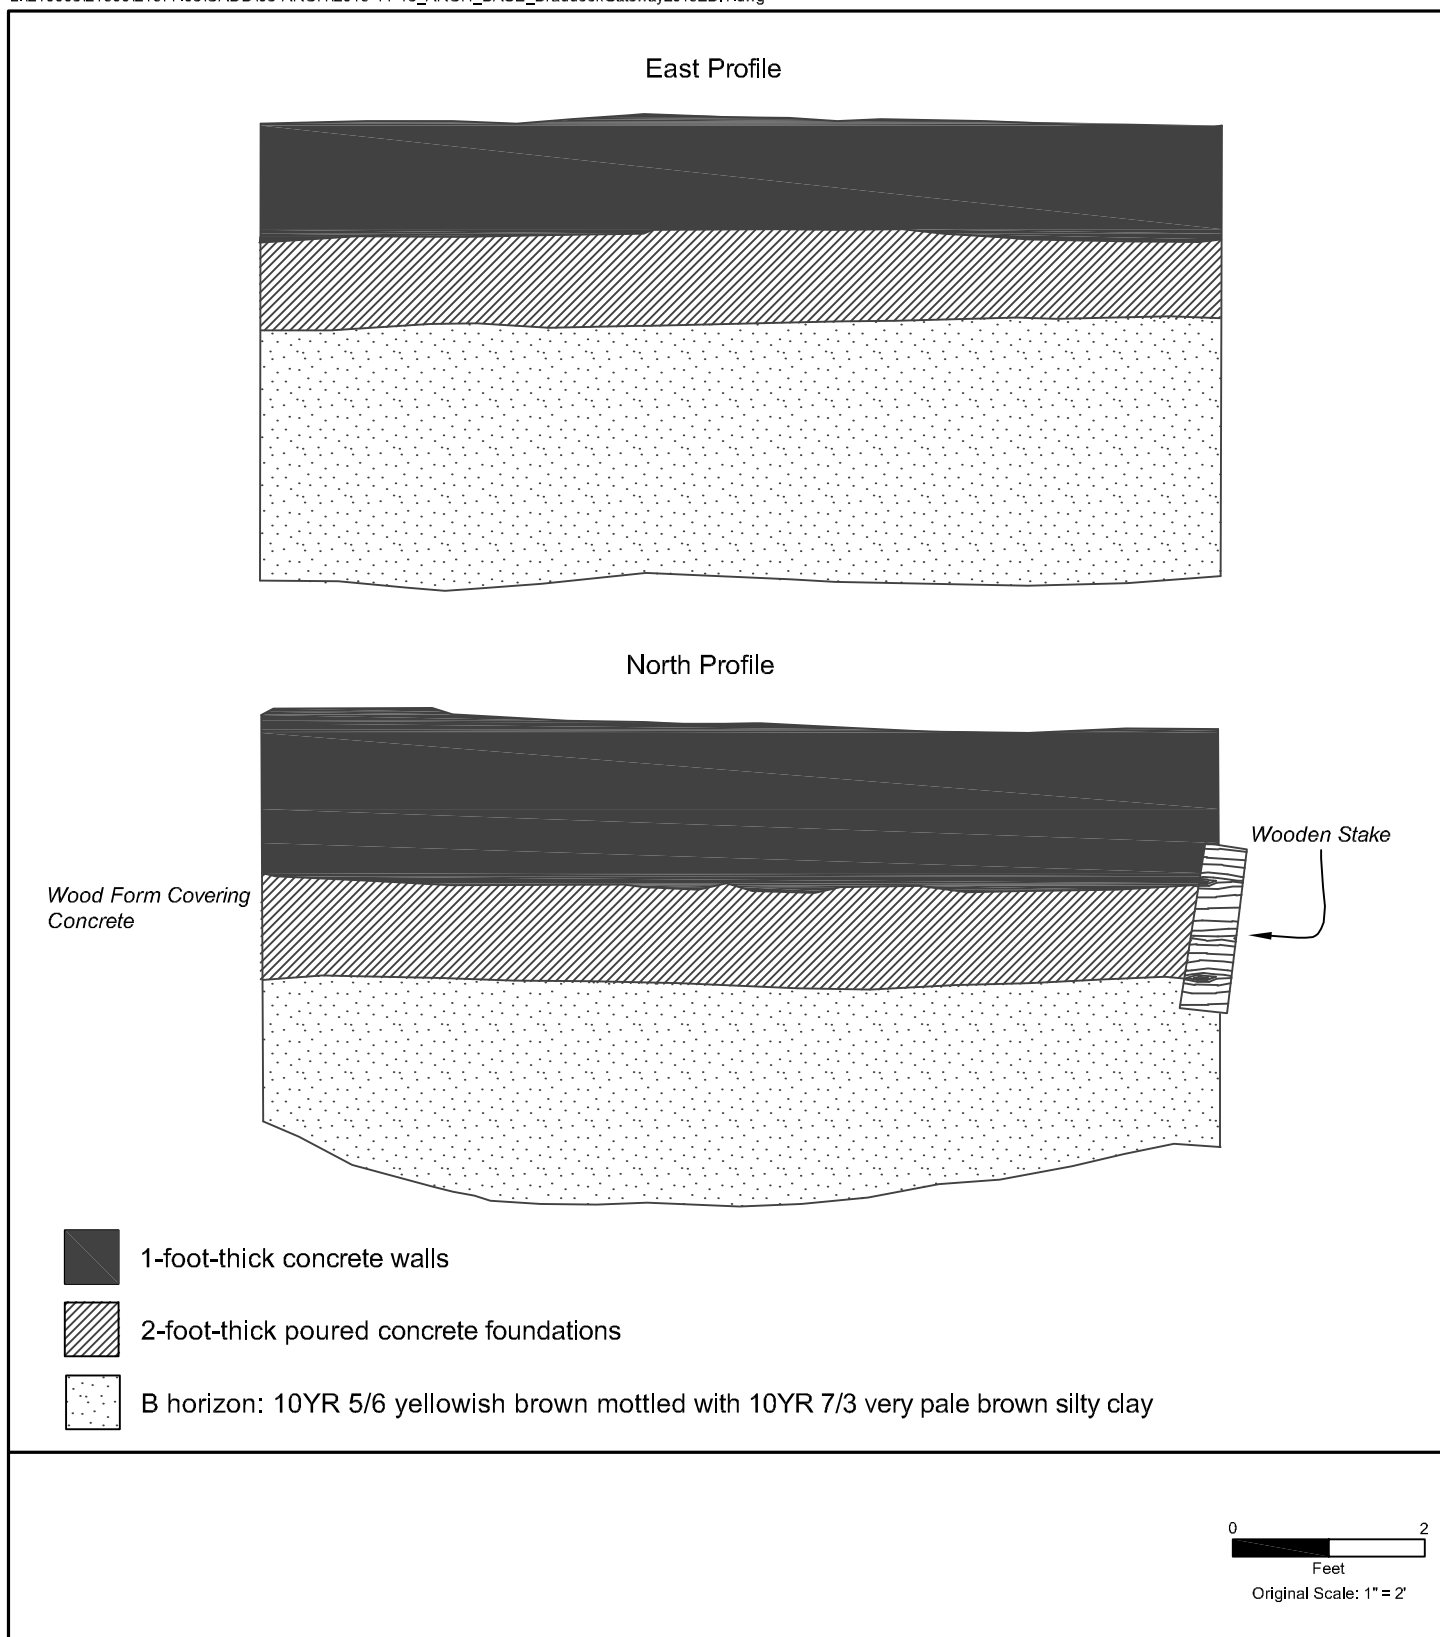 East Profile
North Profile
Wooden Stake
Wood Form Covering
Concrete
1-foot-thick concrete walls
2-foot-thick poured concrete foundations
B horizon: 10YR 5/6 yellowish brown mottled with 10YR 7/3 very pale brown silty clay
0 2
Feet
Original Scale: 1" = 2'